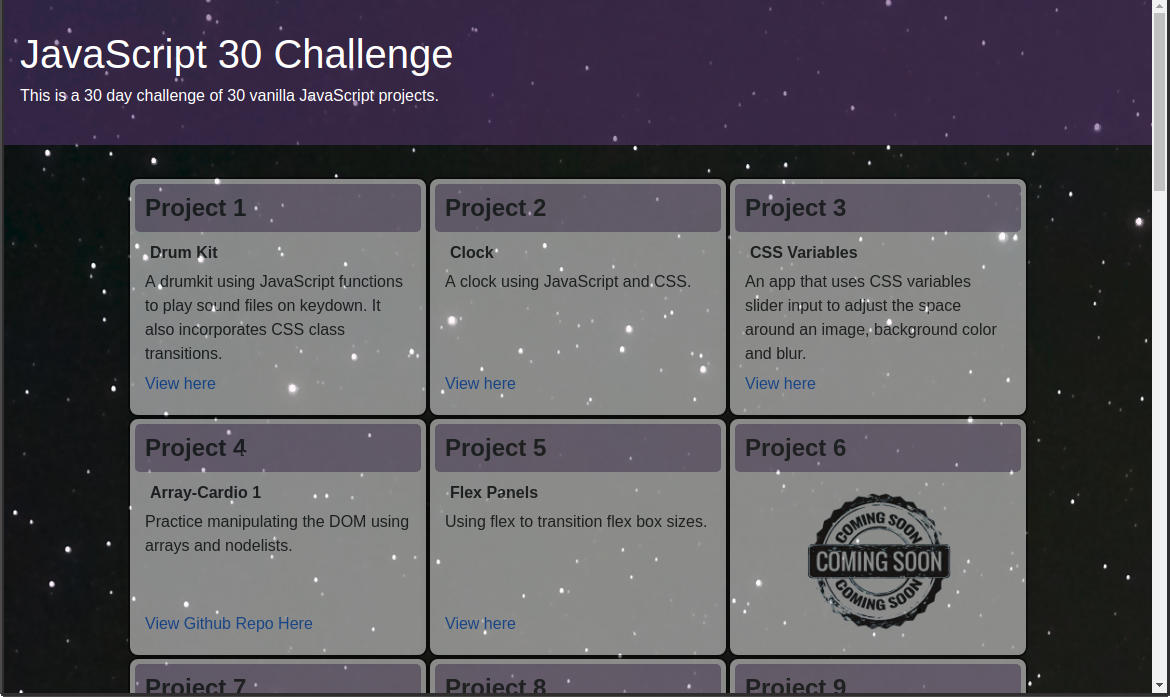 JavaScript 30 Challenge
This is a 30 day challenge of 30 vanilla JavaScript projects.
Project 1
Drum Kit
A drumkit using JavaScript functions
to play sound files on keydown. It
also incorporates CSS class
transitions.
View here
Project 2
Clock
A clock using JavaScript and CSS.
View here
Project 3
CSS Variables
An app that uses CSS variables
slider input to adjust the space
around an image, background color
and blur.
View here
Project 4
Array-Cardio 1
Practice manipulating the DOM using
arrays and nodelists.
View Github Repo Here
Project 5
Flex Panels
Using flex to transition flex box sizes.
View here
Project 6
COMING SOON
COMING SOON
COMING SOON
Project 7
Project 8
Project 9